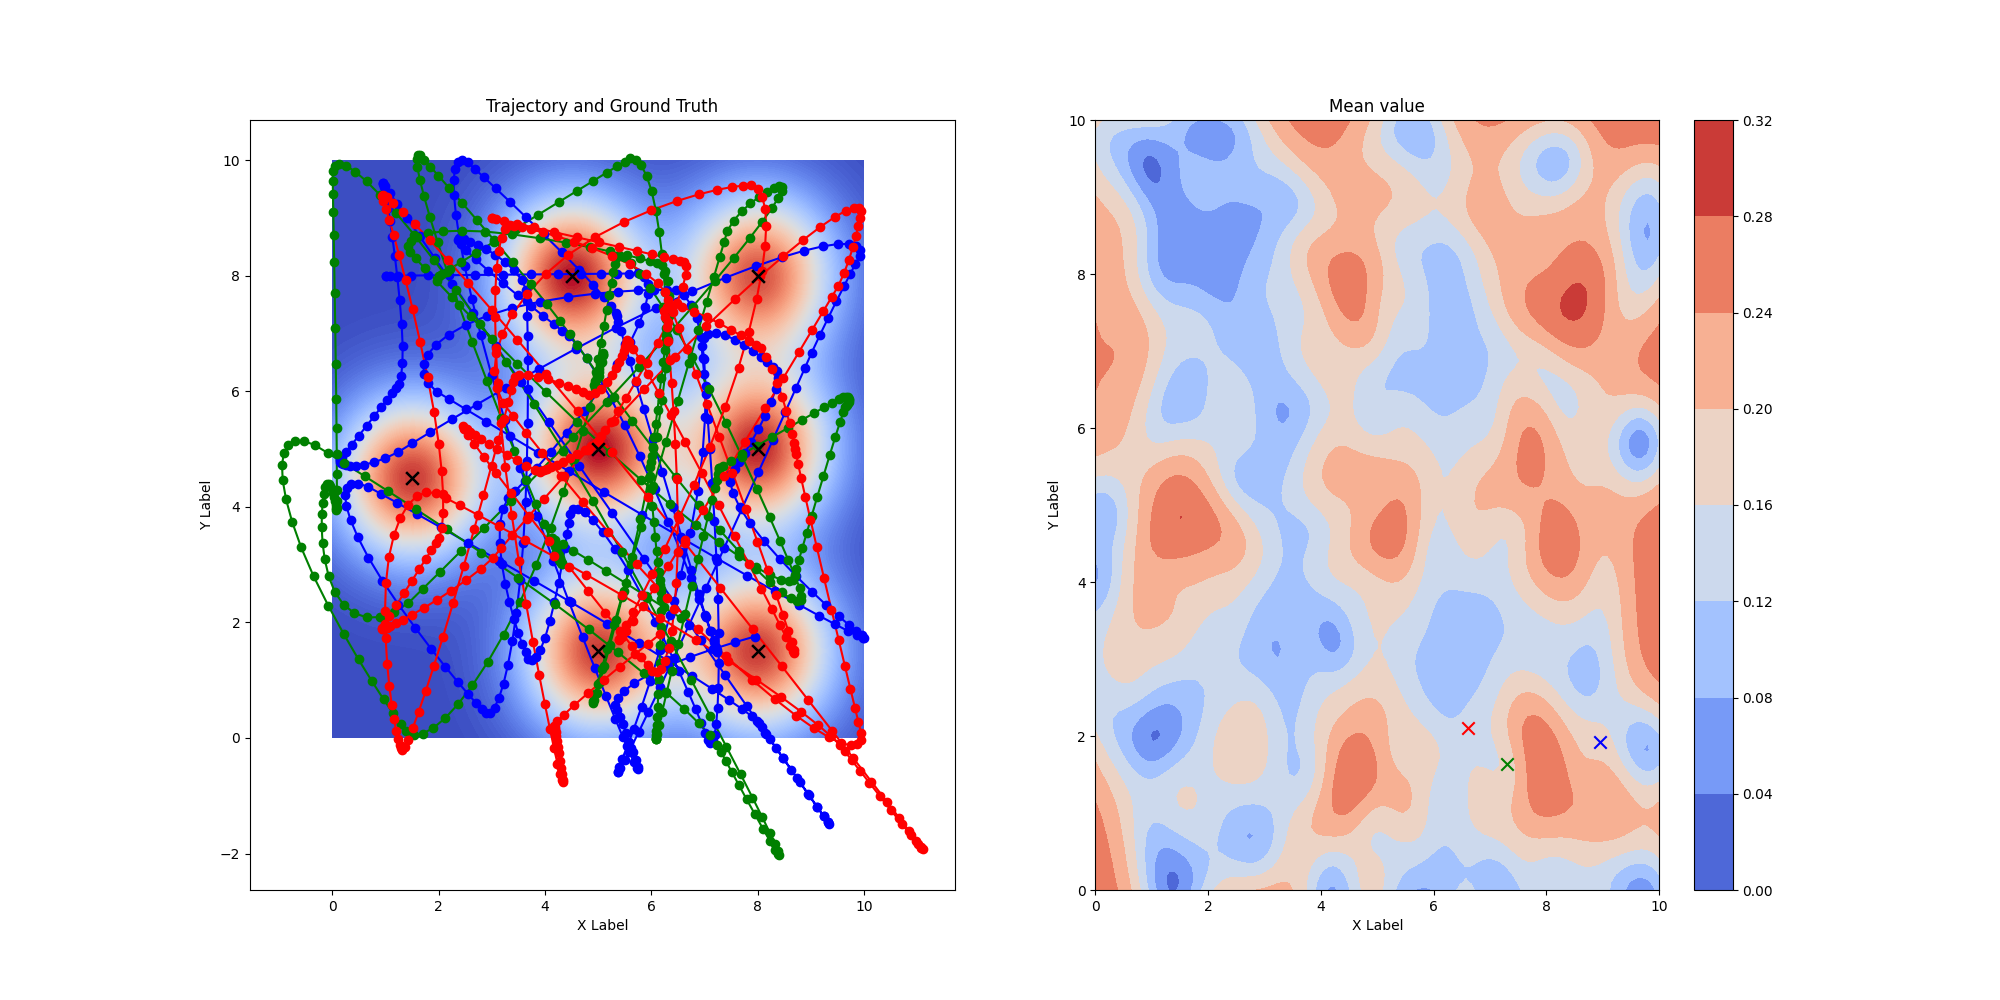 Trajectory and Ground Truth
10
8
6
4
2
0
−2
Y Label
0 2 4 6 8 10
X Label
Mean value
10
8
6
4
2
0
Y Label
0 2 4 6 8 10
X Label
0.32
0.28
0.24
0.20
0.16
0.12
0.08
0.04
0.00